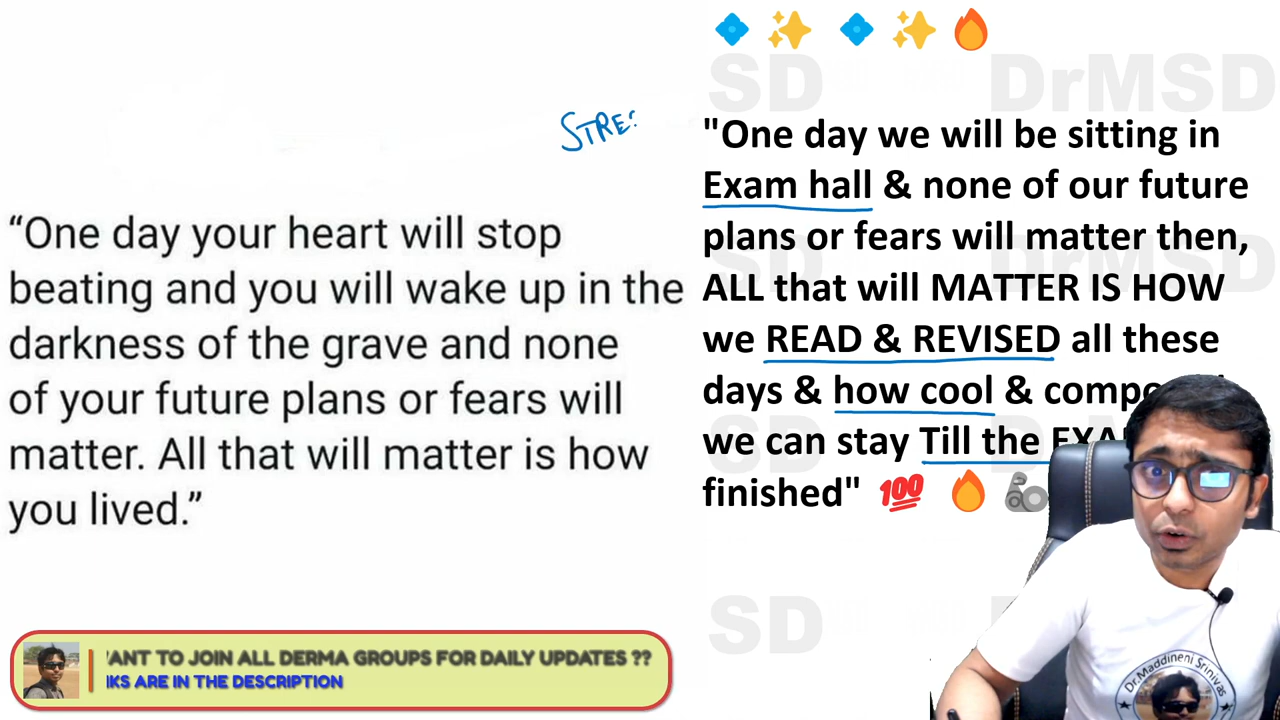 STRE
“One day your heart will stop
beating and you will wake up in the
darkness of the grave and none
of your future plans or fears will
matter. All that will matter is how
you lived.”
SD DrMSD
"One day we will be sitting in
Exam hall & none of our future
plans or fears will matter then,
ALL that will MATTER IS HOW
we READ & REVISED all these
days & how cool &
we can stay Till the
finished" 💯 🔥 🦾
SD
'ANT TO JOIN ALL DERMA GROUPS FOR DAILY UPDATES ??
IKS ARE IN THE DESCRIPTION
Dr.Maddineni Srinivas